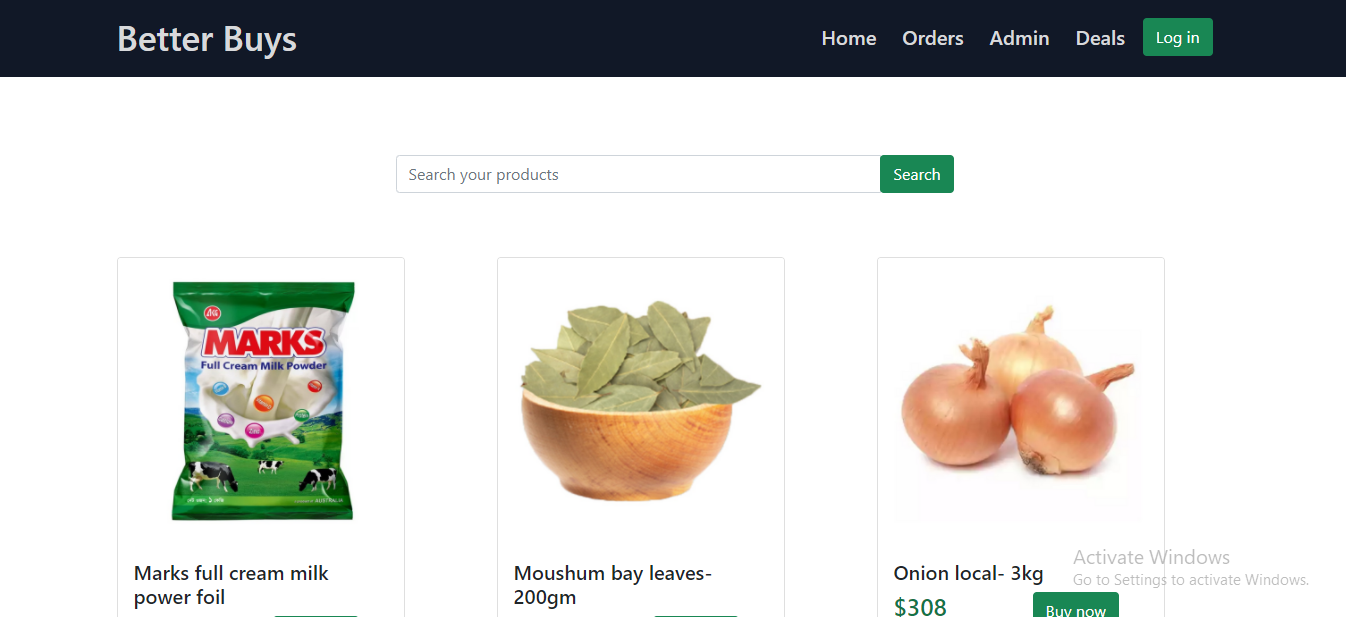 Better Buys
Home Orders Admin Deals Log in
Search your products Search
MARKS
Full Cream Milk Powder
Marks full cream milk
power foil
Moushum bay leaves-
200gm
Onion local- 3kg
$308 Buy now
Activate Windows
Go to Settings to activate Windows.